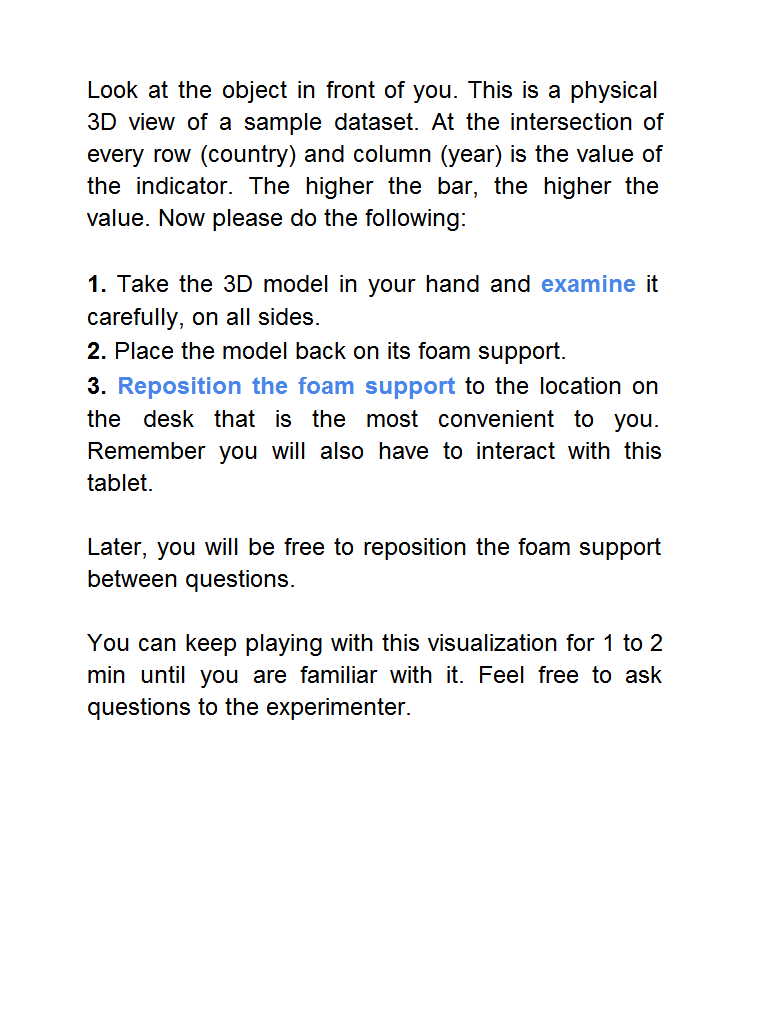 Look at the object in front of you. This is a physical
3D view of a sample dataset. At the intersection of
every row (country) and column (year) is the value of
the indicator. The higher the bar, the higher the
value. Now please do the following:
1. Take the 3D model in your hand and examine it
carefully, on all sides.
2. Place the model back on its foam support.
3. Reposition the foam support to the location on
the desk that is the most convenient to you.
Remember you will also have to interact with this
tablet.
Later, you will be free to reposition the foam support
between questions.
You can keep playing with this visualization for 1 to 2
min until you are familiar with it. Feel free to ask
questions to the experimenter.